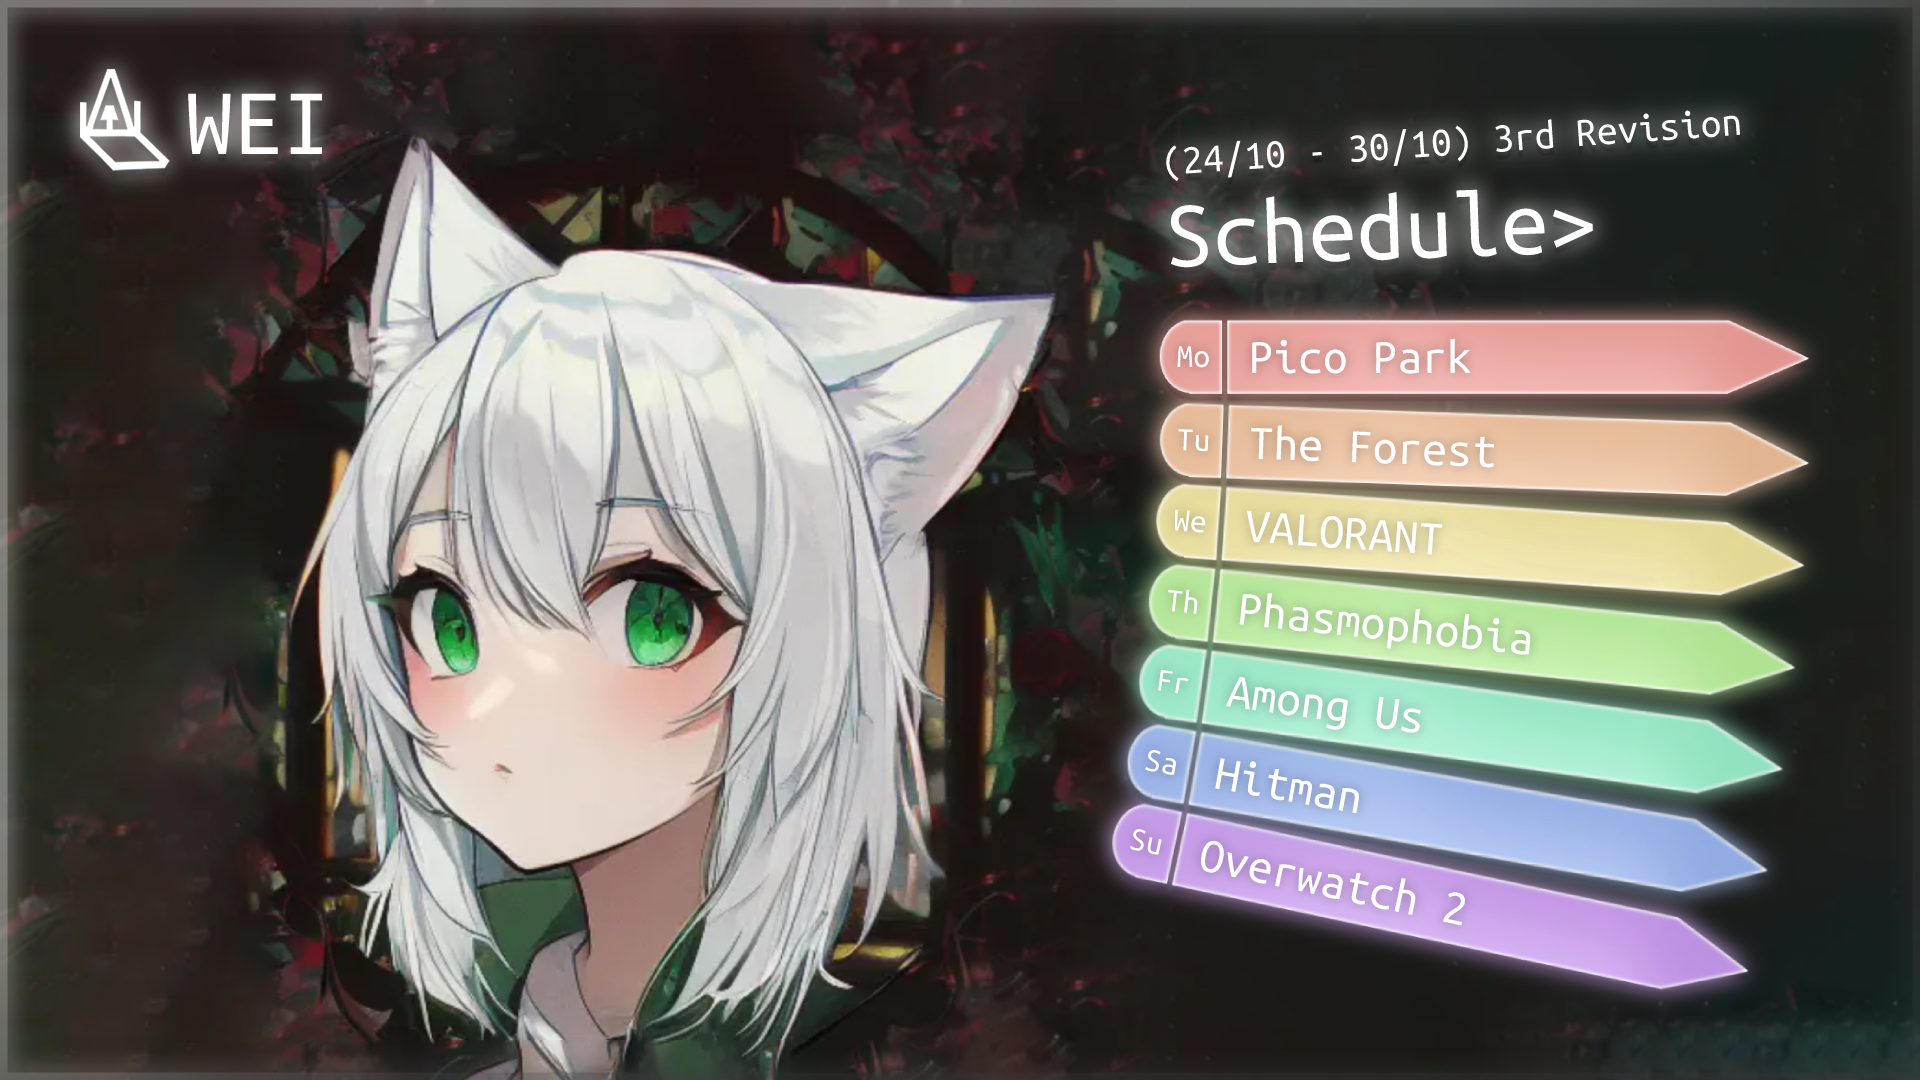 WEI
(24/10 - 30/10) 3rd Revision
Schedule>
Mo Pico Park
Tu The Forest
We VALORANT
Th Phasmophobia
Fr Among Us
Sa Hitman
Su Overwatch 2